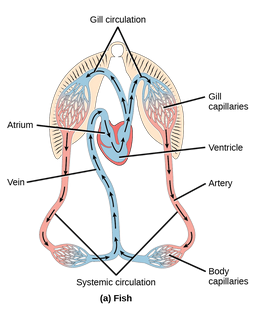 Gill circulation
Gill
capillaries
Atrium
Ventricle
Vein
Artery
Systemic circulation
Body
capillaries
(a) Fish